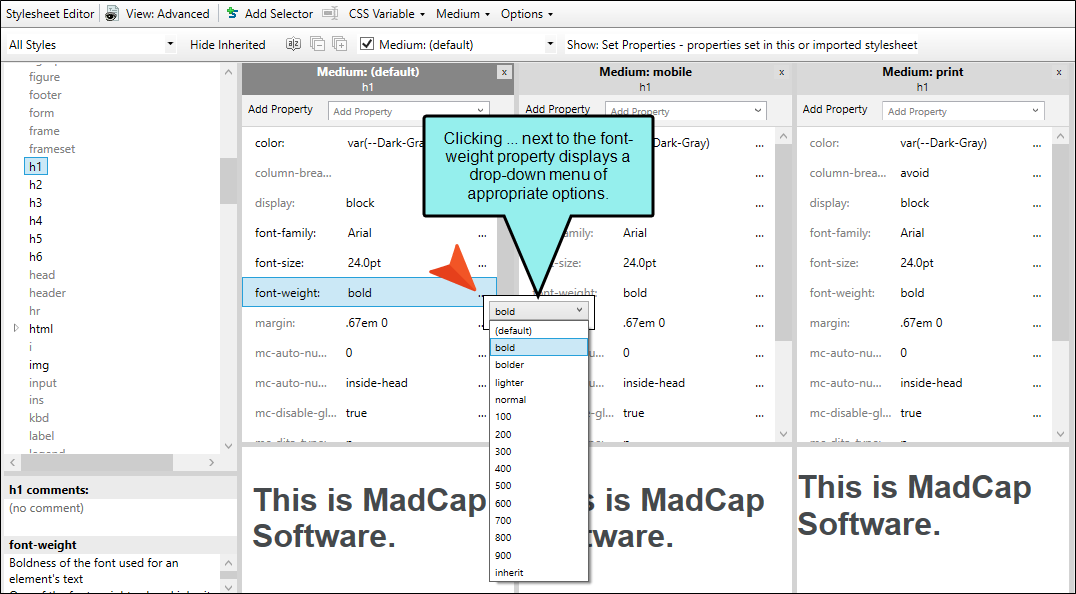 Stylesheet Editor View: Advanced Add Selector CSS Variable Medium Options
All Styles Hide Inherited Medium: (default) Show: Set Properties - properties set in this or imported stylesheet
figure
footer
form
frame
frameset
h1
h2
h3
h4
h5
h6
head
header
hr
html
i
img
input
ins
kbd
label
h1 comments:
(no comment)
font-weight
Boldness of the font used for an
element's text
Medium: (default) x
h1
Add Property Add Property
color: var(--Dark-Gra
column-brea...
display: block
font-family: Arial ...
font-size: 24.0pt ...
font-weight: bold ...
margin: .67em 0 ...
mc-auto-nu... 0 ...
mc-auto-nu... inside-head ...
mc-disable-gl... true ...
This is MadCap
Software.
Clicking ... next to the font-
weight property displays a
drop-down menu of
appropriate options.
bold
(default)
bold
bolder
lighter
normal
100
200
300
400
500
600
700
800
900
inherit
Medium: mobile x
h1
Add Property Add Property
-Gray) ...
...
...
family: Arial ...
font-size: 24.0pt ...
font-weight: bold ...
.67em 0 ...
u... 0 ...
u... inside-head ...
gl... true ...
s is MadCap
tware.
Medium: print x
h1
Add Property Add Property
color: var(--Dark-Gray) ...
column-brea... avoid ...
display: block ...
font-family: Arial ...
font-size: 24.0pt ...
font-weight: bold ...
margin: .67em 0 ...
mc-auto-nu... 0 ...
mc-auto-nu... inside-head ...
mc-disable-gl... true ...
This is MadCap
Software.